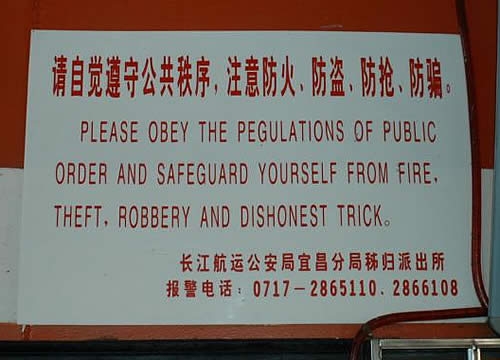 请自觉遵守公共秩序，注意防火、防盗、防抢、防骗。
PLEASE OBEY THE PEGULATIONS OF PUBLIC
ORDER AND SAFEGUARD YOURSELF FROM FIRE,
THEFT, ROBBERY AND DISHONEST TRICK。
长江航运公安局宜昌分局秭归派出所
报警电话：0717－2865110、2866108